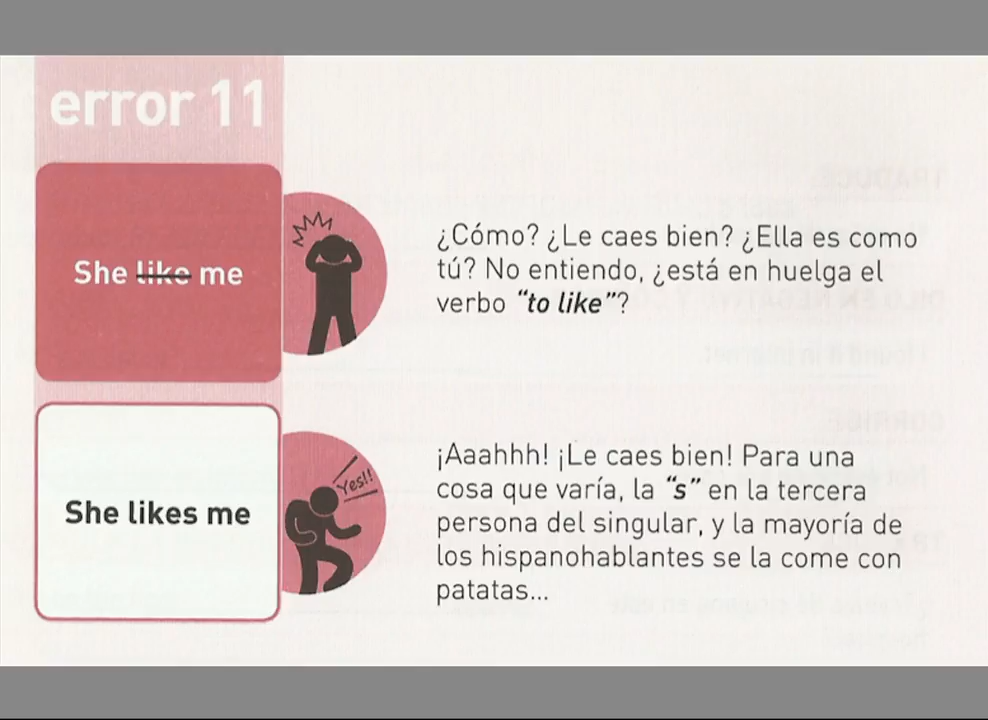 error 11
She like me
¿Cómo? ¿Le caes bien? ¿Ella es como
tú? No entiendo, ¿está en huelga el
verbo “to like”?
She likes me
Yes!!
¡Aaahhh! ¡Le caes bien! Para una
cosa que varía, la “s” en la tercera
persona del singular, y la mayoría de
los hispanohablantes se la come con
patatas...